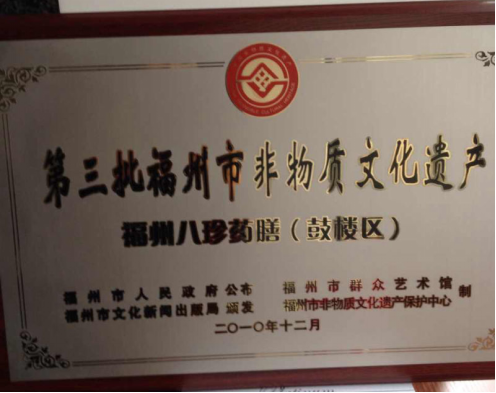 第三批福州市非物质文化遗产
福州八珍药膳（鼓楼区）
福州市人民政府公布
福州市文化新闻出版局 颁发
福州市群众艺术馆
福州市非物质文化遗产保护中心
制
二〇一〇年十二月